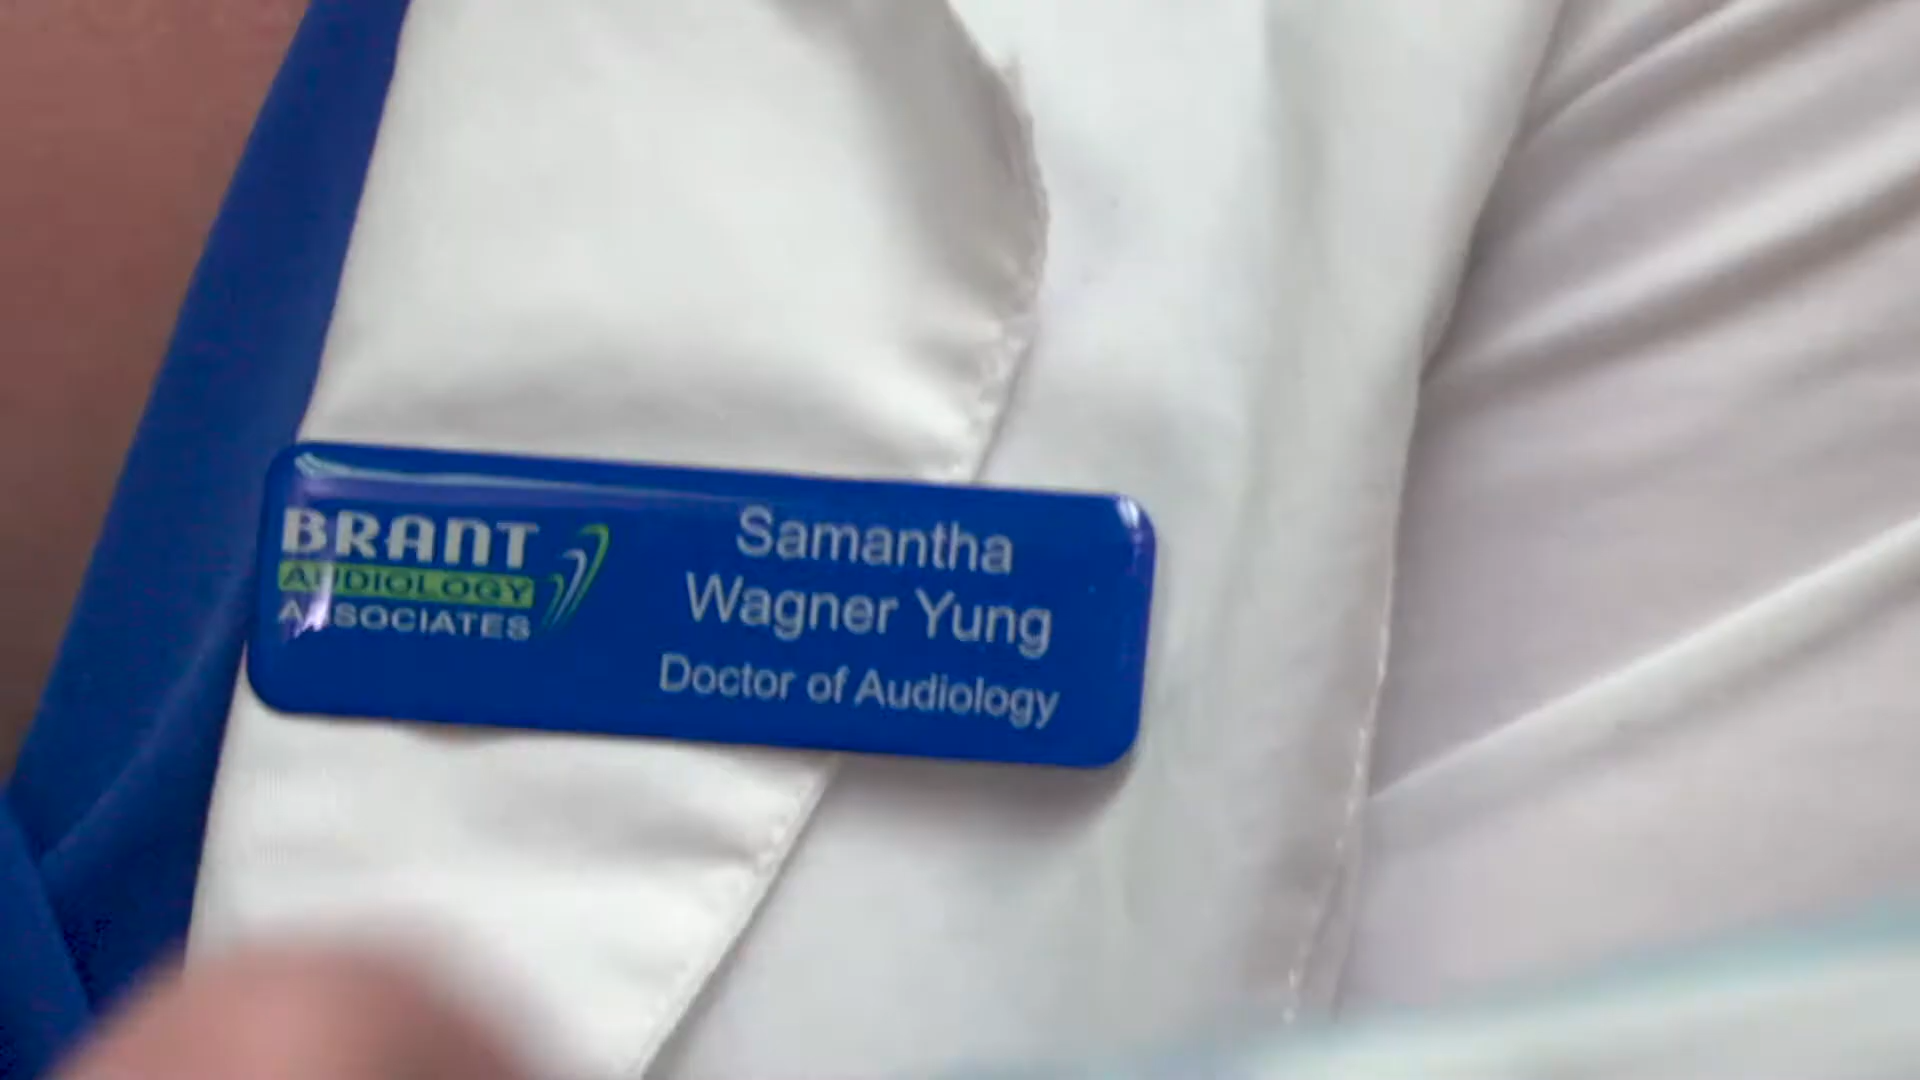 BRANT
AUDIOLOGY
ASSOCIATES
Samantha
Wagner Yung
Doctor of Audiology